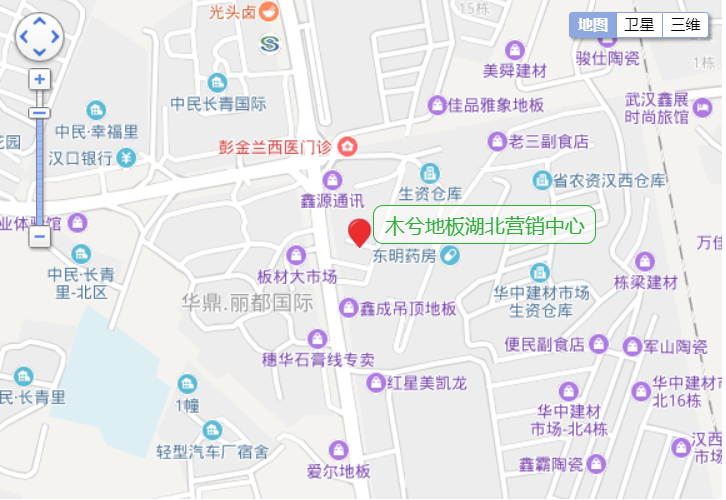 光头卤
15栋
地图
卫星
三维
S
美舜建材
骏仕陶瓷
1栋
中民长青国际
佳品雅象地板
武汉鑫展
时尚旅馆
中民·幸福里
花园
汉口银行
彭金兰西医门诊
老三副食店
鑫源通讯
生资仓库
省农资汉西仓库
业体验馆
木兮地板湖北营销中心
万佳
中民·长青
里-北区
板材大市场
东明药房
栋梁建材
华中建材市场
生资仓库
华鼎.丽都国际
鑫成吊顶地板
便民副食店
军山陶瓷
穗华石膏线专卖
中民·长青里
1幢
红星美凯龙
华中建材市
北16栋
华中建材
市场-北4栋
轻型汽车厂宿舍
汉西
市场
爱尔地板
鑫霸陶瓷